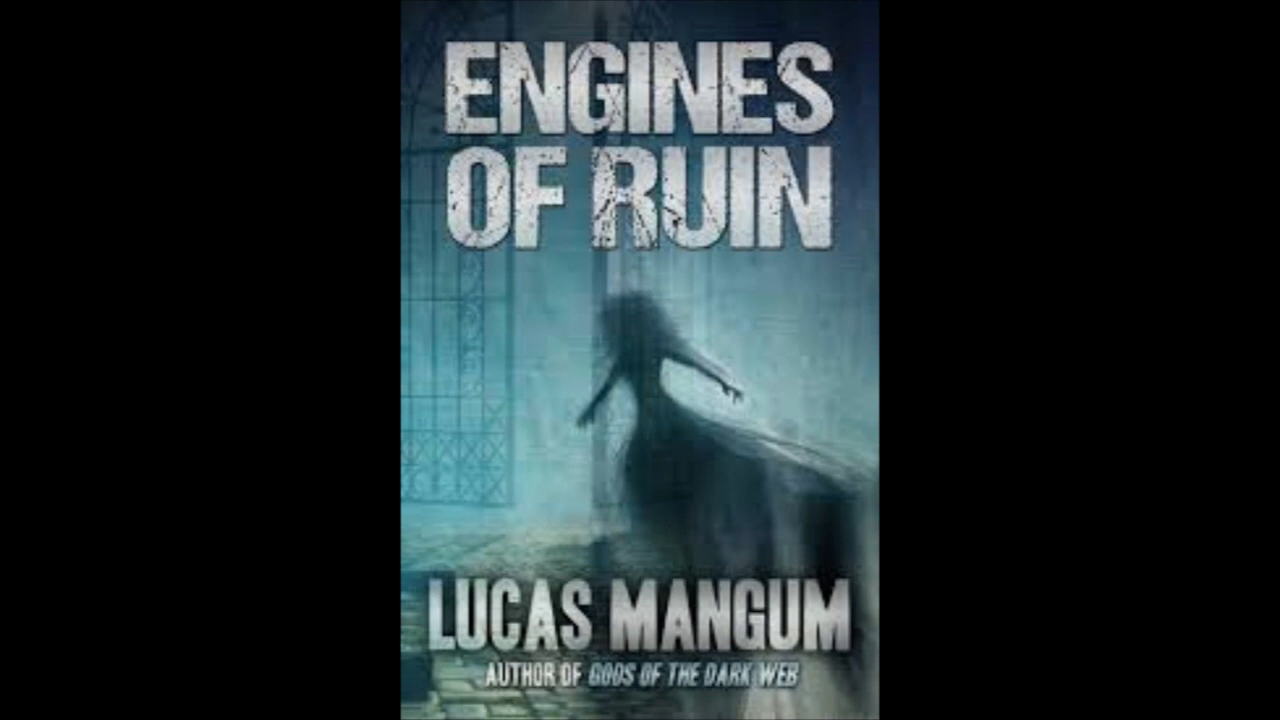 ENGINES
OF RUIN
LUCAS MANGUM
AUTHOR OF GODS OF THE DARK WEB